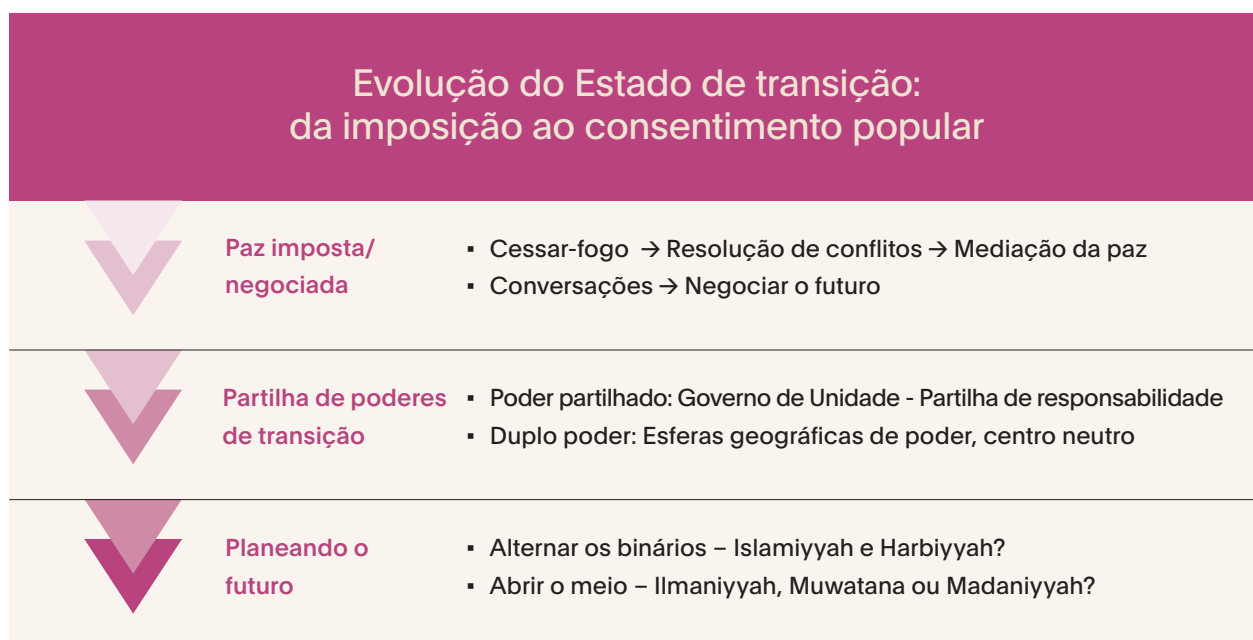 Evolução do Estado de transição:
da imposição ao consentimento popular
Paz imposta/
negociada
▪ Cessar-fogo → Resolução de conflitos → Mediação da paz
▪ Conversações → Negociar o futuro
Partilha de poderes
de transição
▪ Poder partilhado: Governo de Unidade - Partilha de responsabilidade
▪ Duplo poder: Esferas geográficas de poder, centro neutro
Planeando o
futuro
▪ Alternar os binários – Islamiyyah e Harbiyyah?
▪ Abrir o meio – Ilmaniyyah, Muwatana ou Madaniyyah?